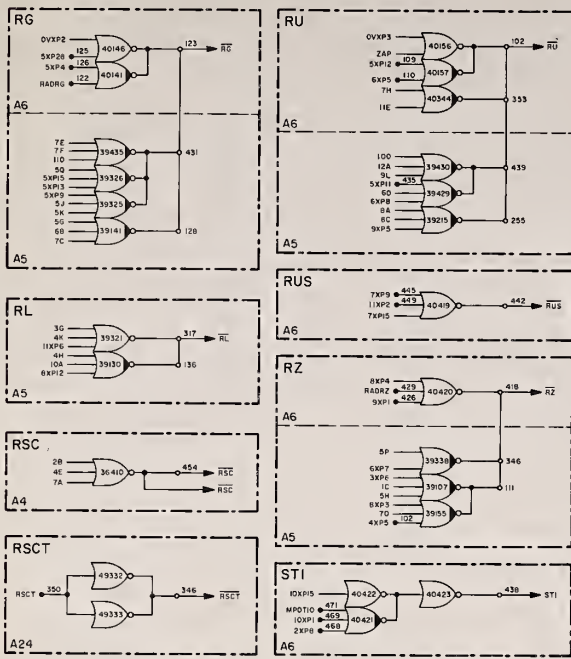 RG
0VXP2
5XP28 125
5XP4 126
RADRG 122
40146
40141
123
RG
A6
7E
7F
11O
5Q
5XP15
5XP13
5XP9
5J
5K
5G
6B
7C
39435
39326
39325
39141
431
128
A5
RL
3G
4K
11XP6
4H
10A
8XP12
39321
39130
317
RL
136
A5
RSC
2B
4E
7A
36410
454
RSC
RSC
A4
RSCT
RSCT 350
49332
49333
346
RSCT
A24
RU
0VXP3
ZAP
5XP12 109
6XP5 110
7H
11E
40156
40157
40344
102
RU
353
A6
10O
12A
9L
5XP11 435
6D
6XP8
8A
8C
9XP5
39430
39429
39215
439
255
A5
RUS
7XP9 445
11XP2 449
7XP15
40419
442
RUS
A6
RZ
8XP4
RADRZ 429
9XP1 426
40420
418
RZ
A6
5P
6XP7
3XP6
1C
5H
8XP3
7D
4XP5 102
39338
39107
39155
346
111
A5
STI
10XP15
MPOTIO 471
10XP1 469
2XP8 468
40422
40421
40423
438
STI
A6